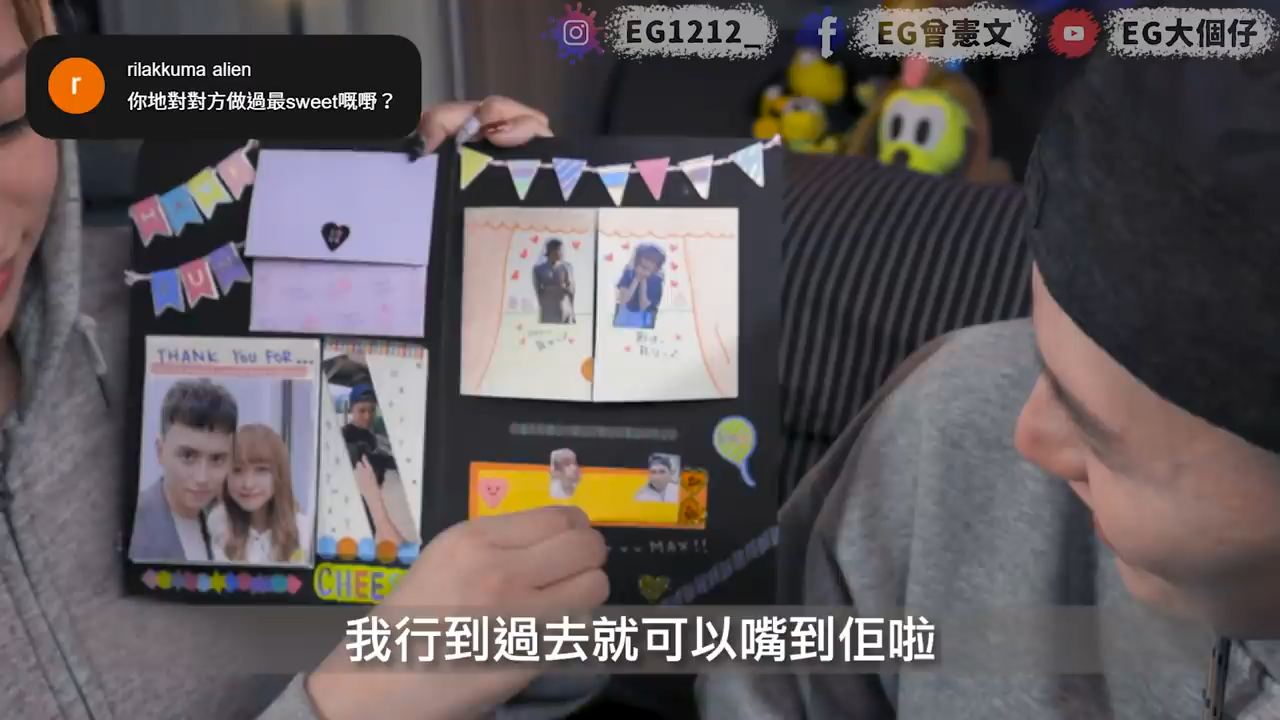 EG1212_
EG曾憲文
EG大個仔
rilakkuma alien
你地對對方做過最sweet嘅嘢？
THANK YOU FOR...
CHEES
MAX!!
我行到過去就可以嘴到佢啦